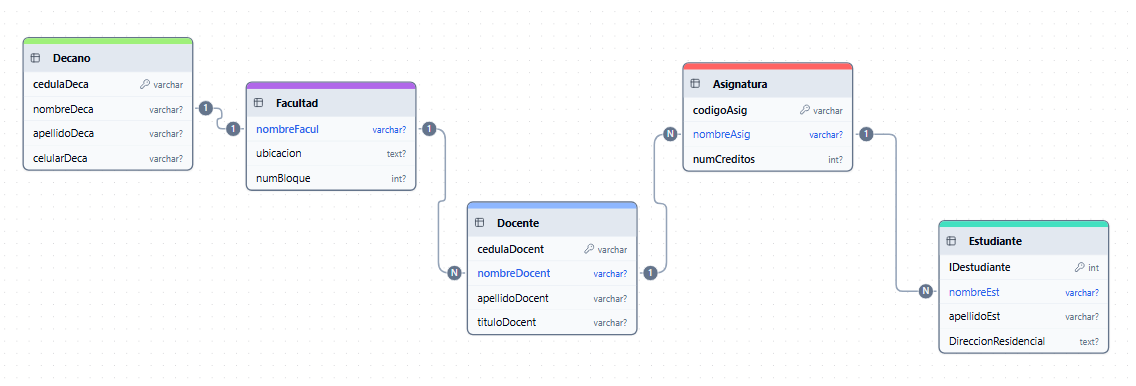 Decano
cedulaDeca varchar
nombreDeca varchar?
apellidoDeca varchar?
celularDeca varchar?
1
1
Facultad
nombreFacul varchar?
ubicacion text?
numBloque int?
1
N
Docente
cedulaDocent varchar
nombreDocent varchar?
apellidoDocent varchar?
tituloDocent varchar?
1
N
Asignatura
codigoAsig varchar
nombreAsig varchar?
numCreditos int?
1
N
Estudiante
IDestudiante int
nombreEst varchar?
apellidoEst varchar?
DireccionResidencial text?